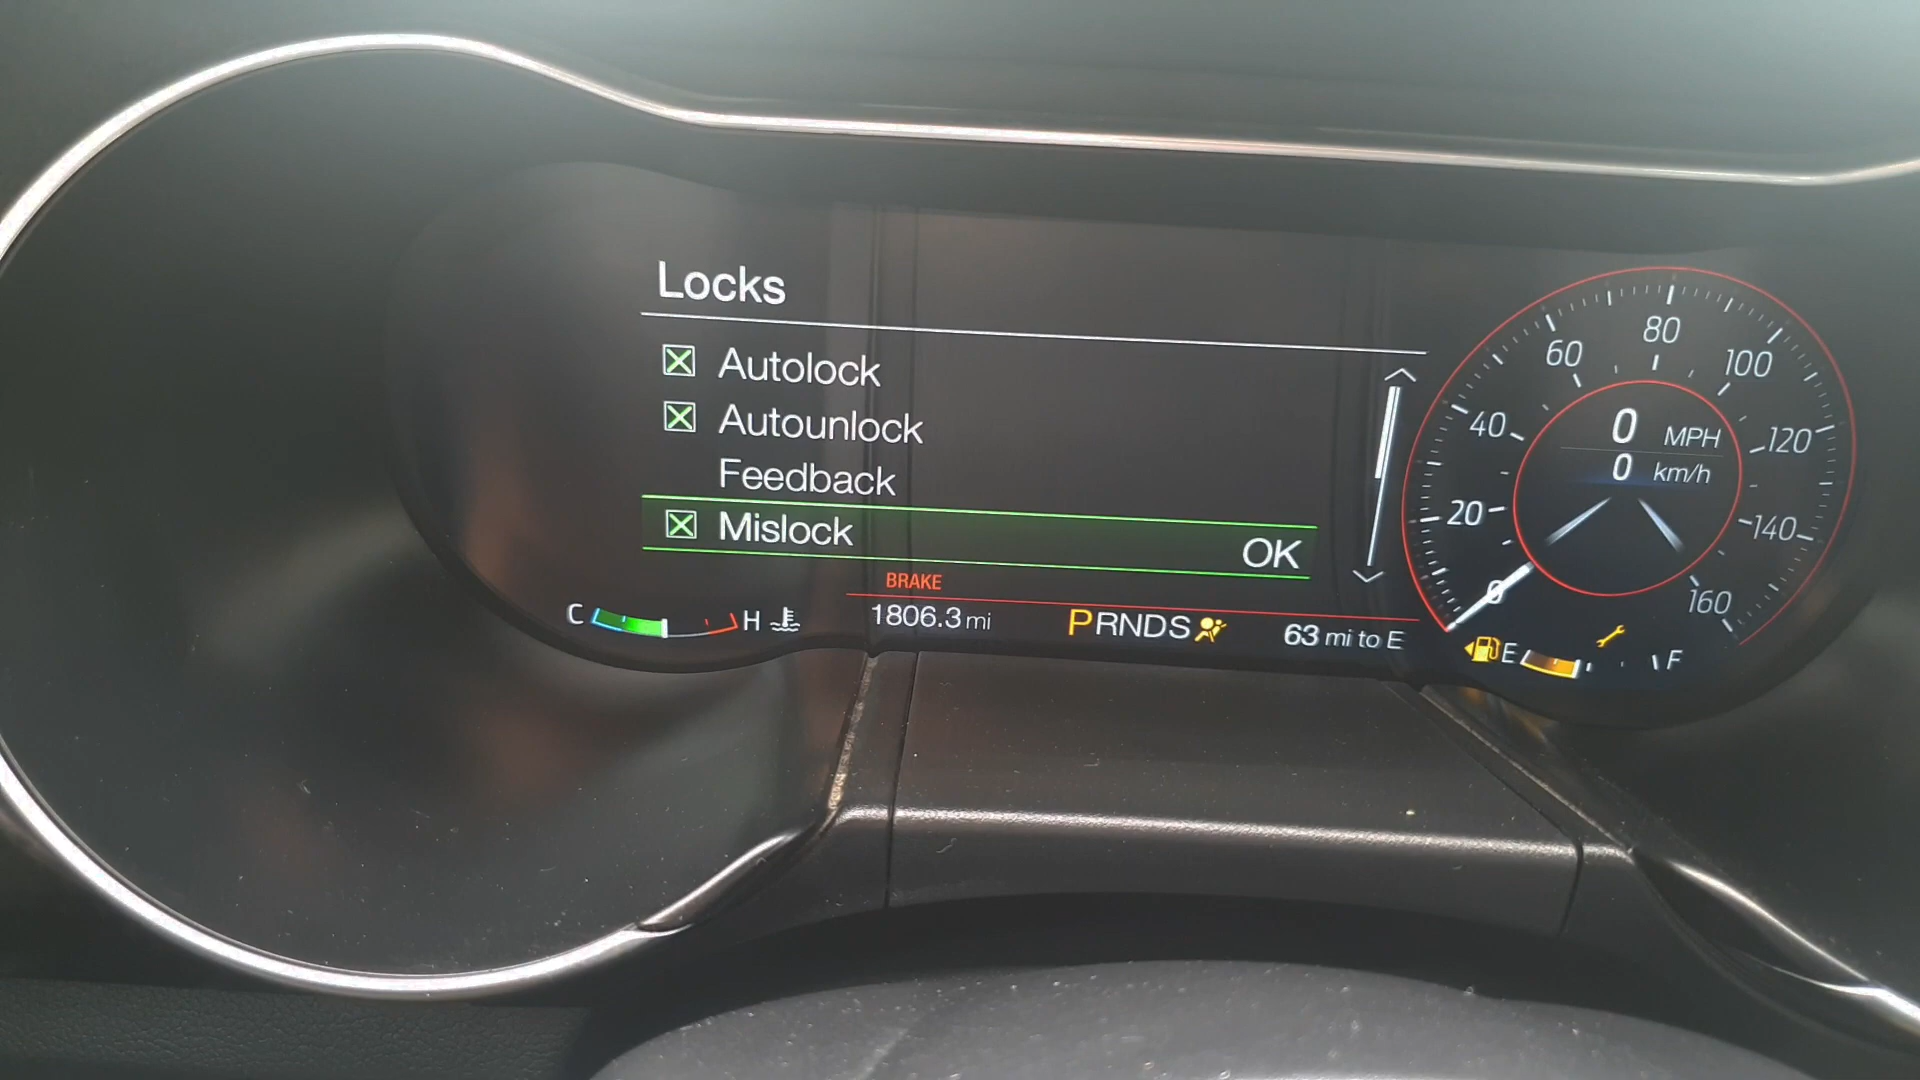 Locks
Autolock
Autounlock
Feedback
Mislock
OK
BRAKE
C H
1806.3 mi
PRNDS
63 mi to E
0 MPH
0 km/h
0 20 40 60 80 100 120 140 160
E F